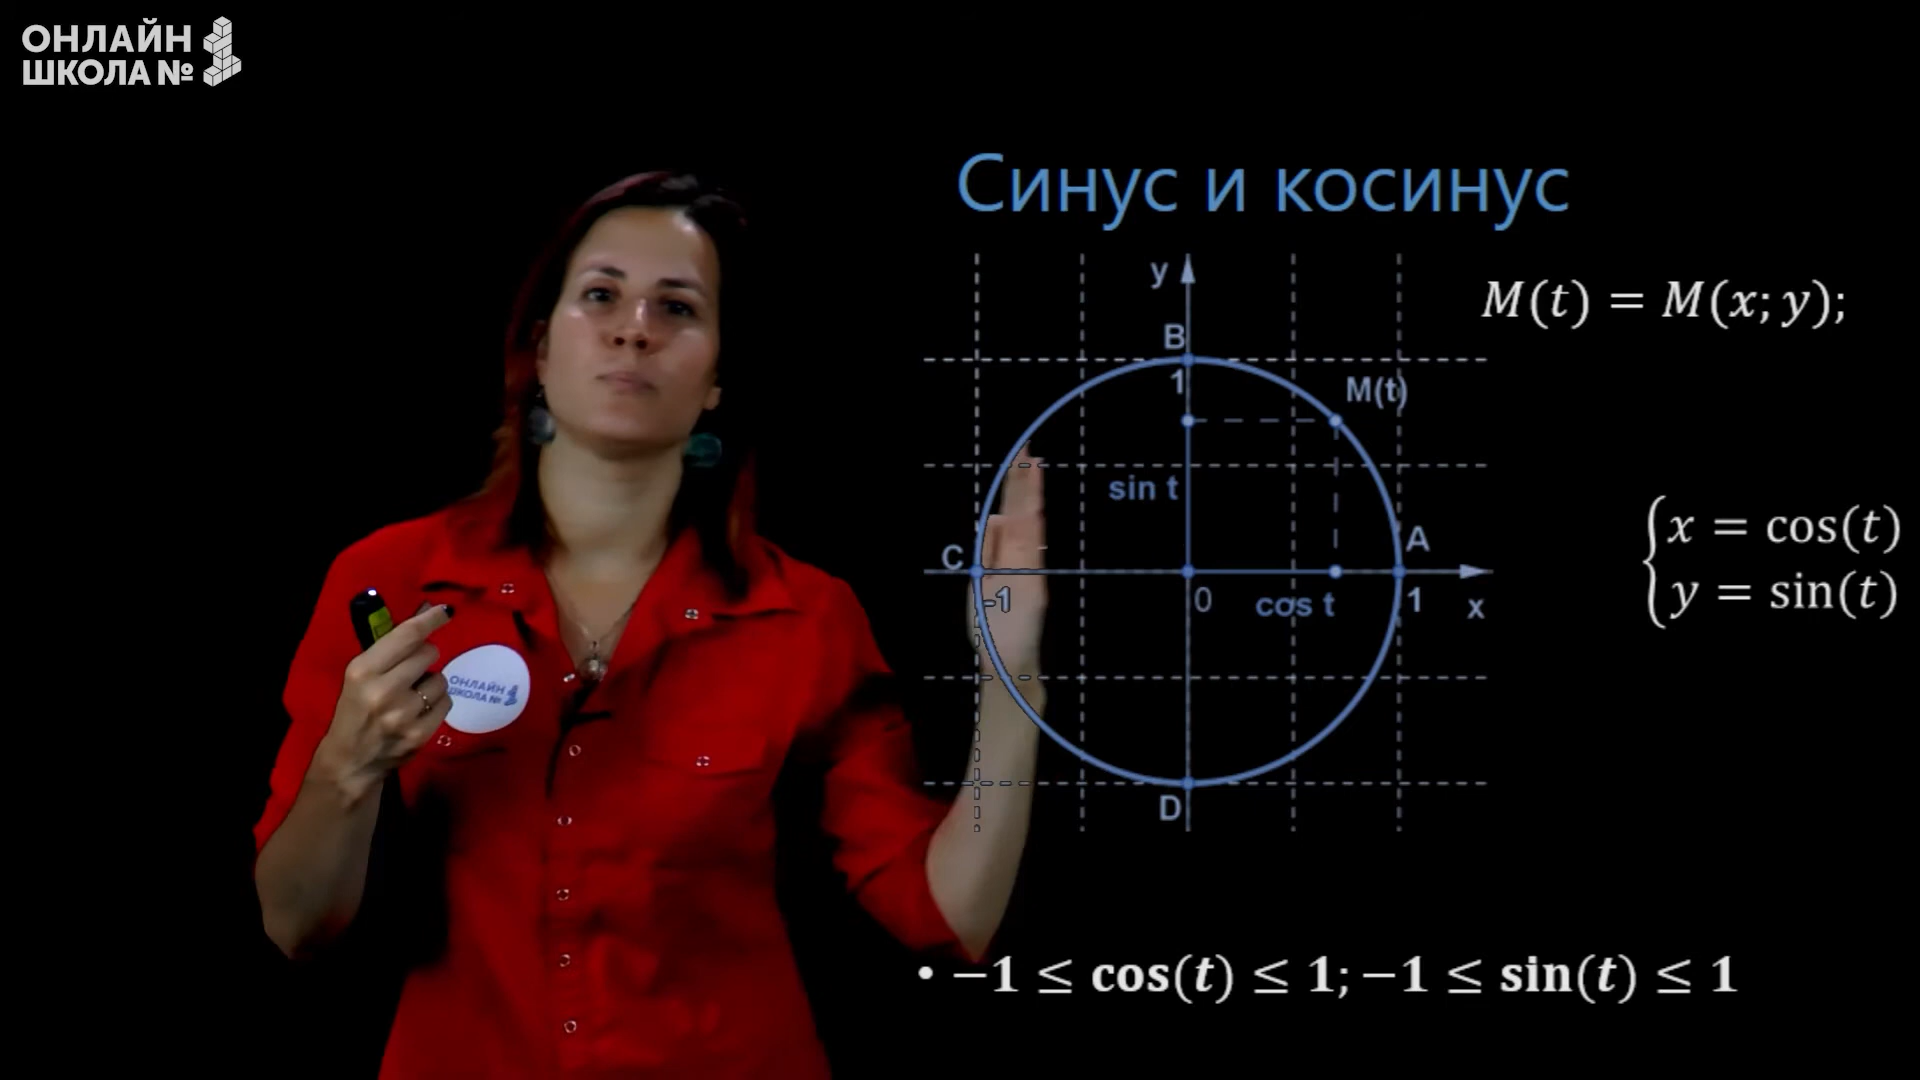 ОНЛАЙН
ШКОЛА №
Синус и косинус
M(t) = M(x; y);
y
B
1
M(t)
sin t
C
A
-1
0
cos t
1
x
D
x = cos(t)
y = sin(t)
ОНЛАЙН
ШКОЛА №
• −1 ≤ cos(t) ≤ 1; −1 ≤ sin(t) ≤ 1